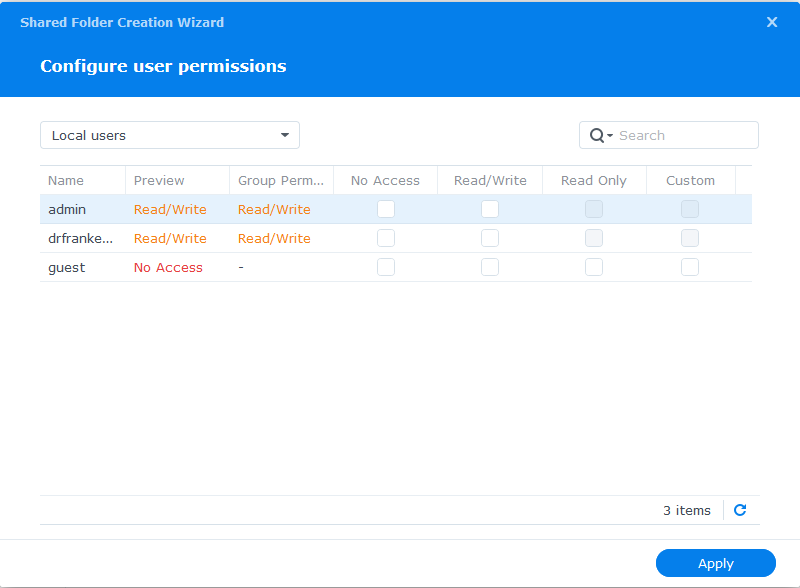 Shared Folder Creation Wizard
Configure user permissions
Local users
Search
Name Preview Group Perm... No Access Read/Write Read Only Custom
admin Read/Write Read/Write
drfranke... Read/Write Read/Write
guest No Access -
3 items
Apply